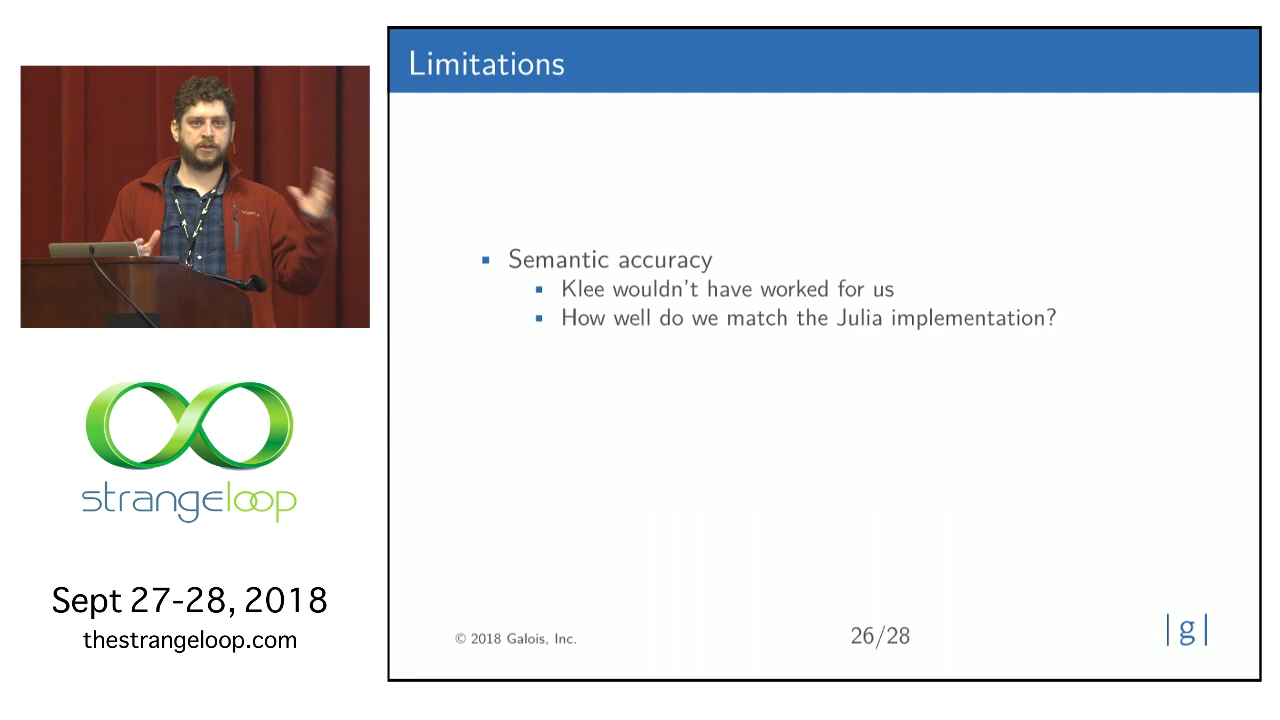 Limitations
Semantic accuracy
Klee wouldn't have worked for us
How well do we match the Julia implementation?
© 2018 Galois, Inc.
26/28
|g|
strangeloop
Sept 27-28, 2018
thestrangeloop.com